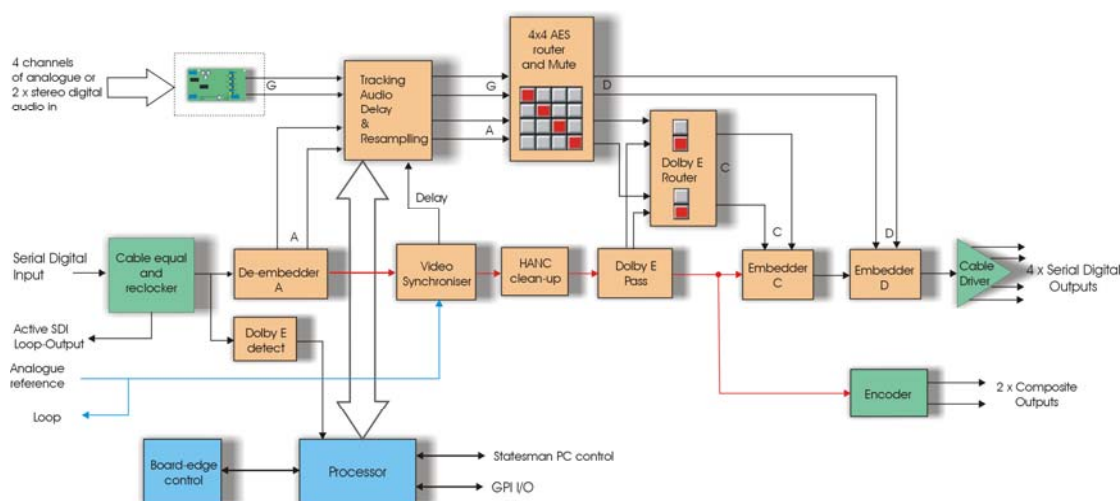 4 channels
of analogue or
2 x stereo digital
audio in
G
Tracking
Audio
Delay
&
Resampling
G
A
4x4 AES
router
and Mute
D
Dolby E
Router
C
Delay
A
Serial Digital
Input
Cable equal
and
reclocker
De-embedder
A
Video
Synchroniser
HANC
clean-up
Dolby E
Pass
C
Embedder
C
D
Embedder
D
Cable
Driver
4 x Serial Digital
Outputs
Active SDI
Loop-Output
Dolby E
detect
Analogue
reference
Loop
Encoder
2 x Composite
Outputs
Board-edge
control
Processor
Statesman PC control
GPI I/O